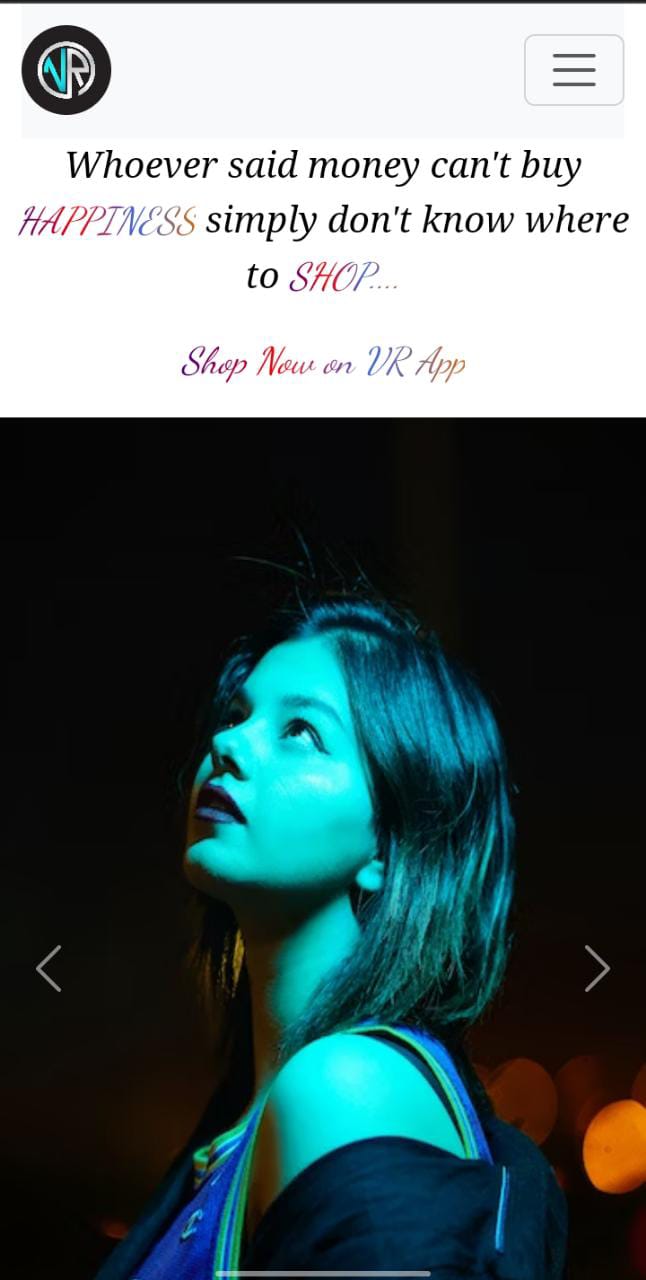 VR
Whoever said money can't buy
HAPPINESS simply don't know where
to SHOP....
Shop Now on VR App